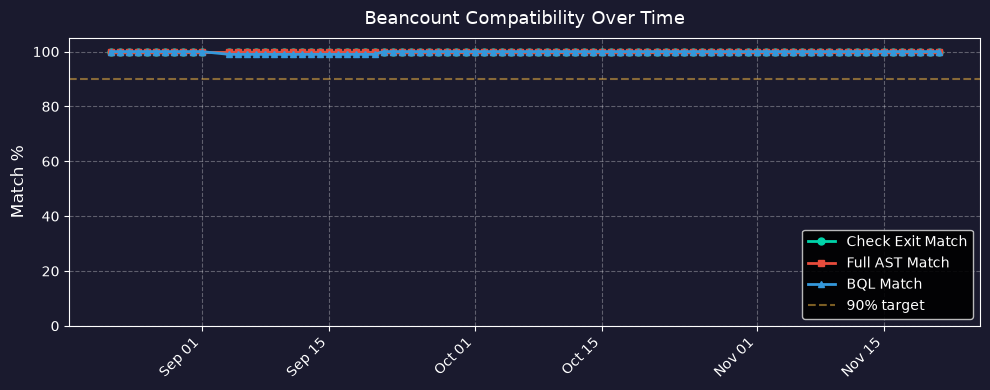 Beancount Compatibility Over Time
Match %
100
80
60
40
20
0
Sep 01
Sep 15
Oct 01
Oct 15
Nov 01
Nov 15
Check Exit Match
Full AST Match
BQL Match
90% target